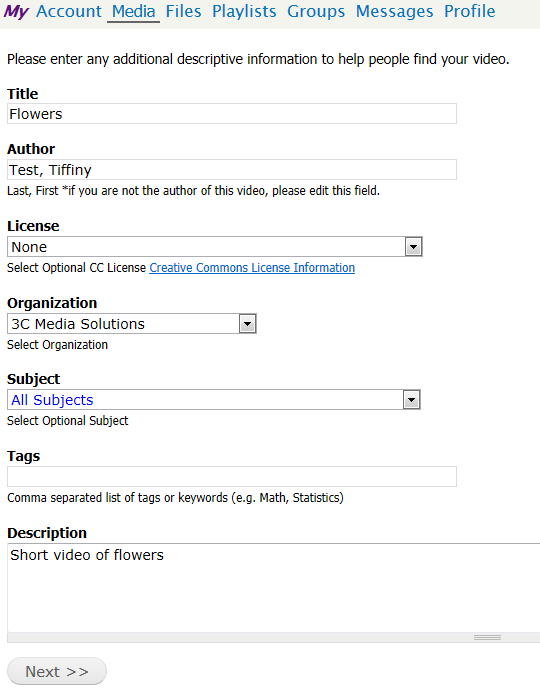 My Account Media Files Playlists Groups Messages Profile
Please enter any additional descriptive information to help people find your video.
Title
Flowers
Author
Test, Tiffiny
Last, First *if you are not the author of this video, please edit this field.
License
None
Select Optional CC License Creative Commons License Information
Organization
3C Media Solutions
Select Organization
Subject
All Subjects
Select Optional Subject
Tags
Comma separated list of tags or keywords (e.g. Math, Statistics)
Description
Short video of flowers
Next >>